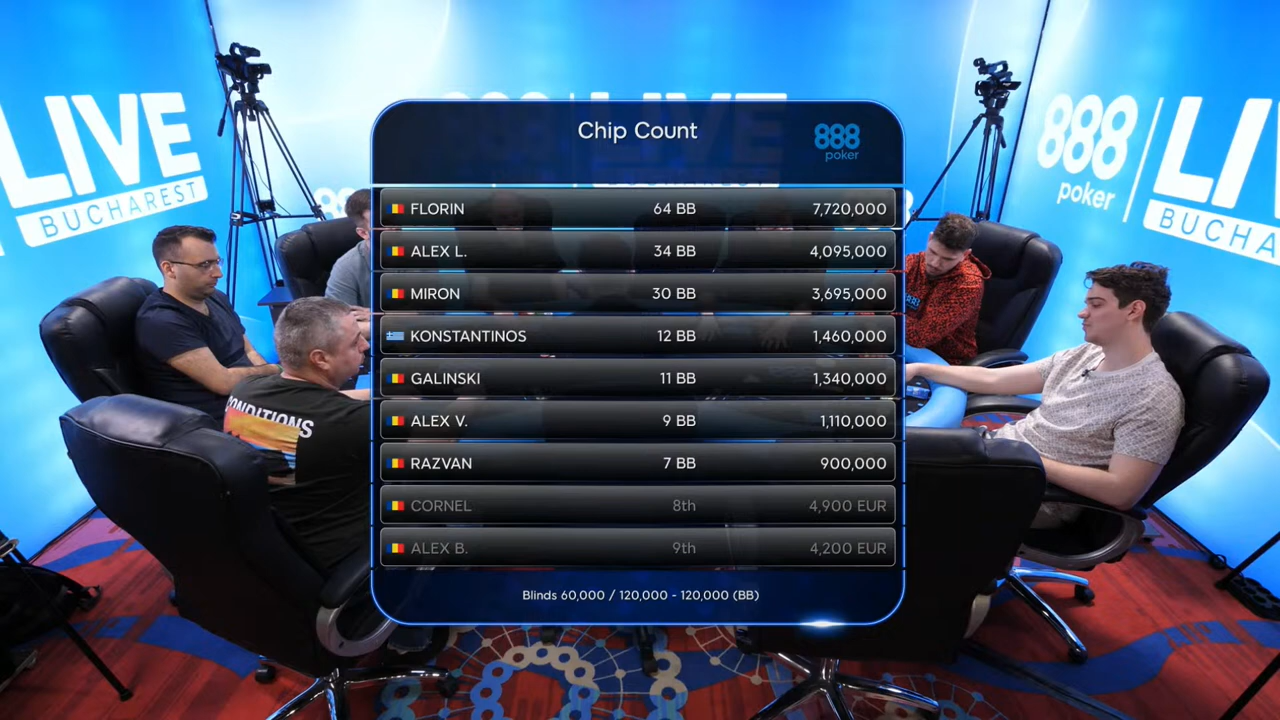 LIVE
BUCHAREST
Chip Count
888
poker
FLORIN 64 BB 7,720,000
ALEX L. 34 BB 4,095,000
MIRON 30 BB 3,695,000
KONSTANTINOS 12 BB 1,460,000
GALINSKI 11 BB 1,340,000
ALEX V. 9 BB 1,110,000
RAZVAN 7 BB 900,000
CORNEL 8th 4,900 EUR
ALEX B. 9th 4,200 EUR
Blinds 60,000 / 120,000 - 120,000 (BB)
888
poker
LI
BUCHA
CONDITIONS
888
LIVE